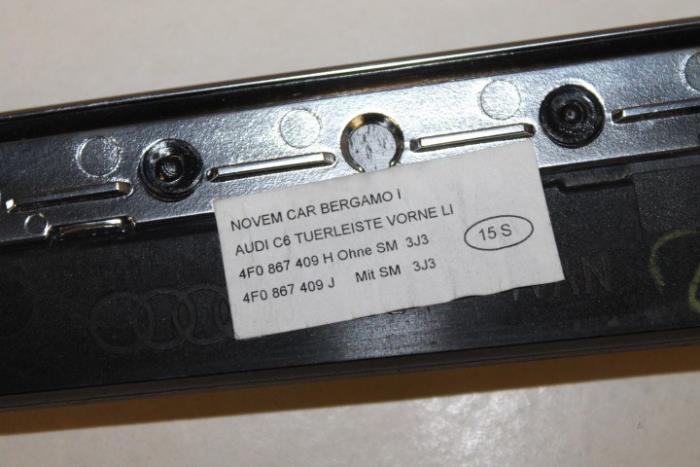 NOVEM CAR BERGAMO I
AUDI C6 TUERLEISTE VORNE LI
4F0 867 409 H Ohne SM 3J3
4F0 867 409 J Mit SM 3J3
15 S